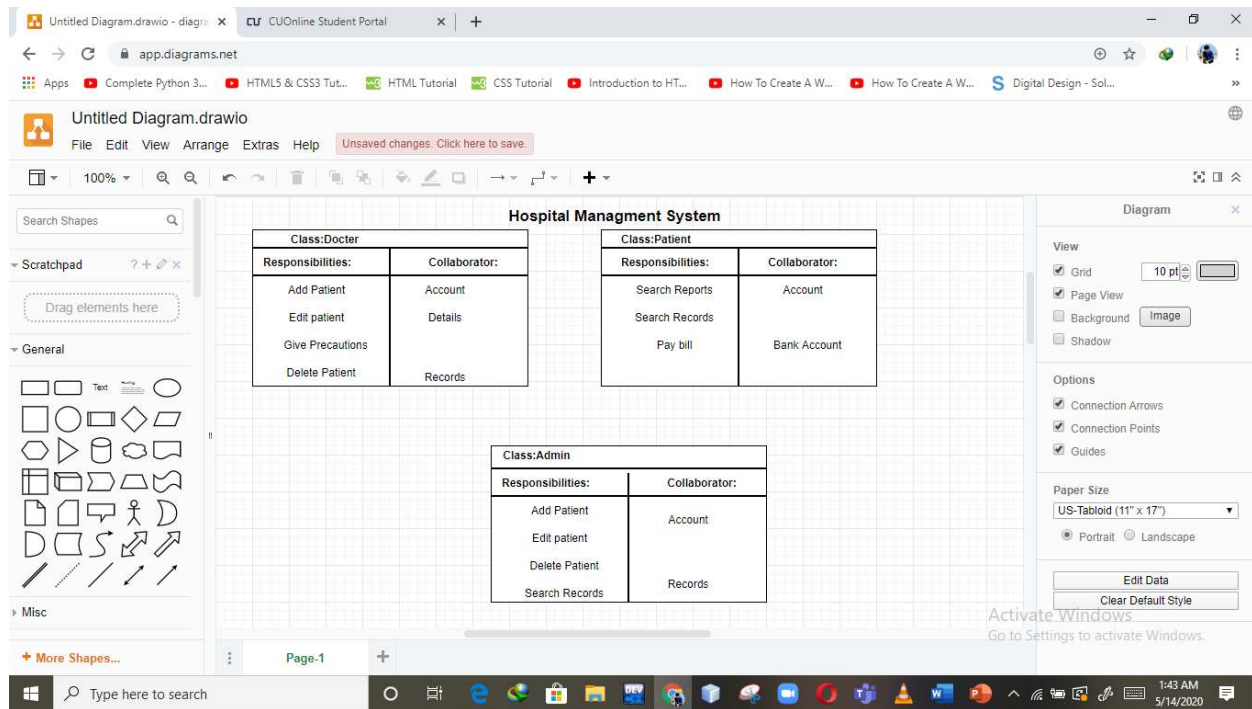 Untitled Diagram.drawio - diagra
CUOnline Student Portal
app.diagrams.net
Apps
Complete Python 3...
HTML5 & CSS3 Tut...
HTML Tutorial
CSS Tutorial
Introduction to HT...
How To Create A W...
How To Create A W...
Digital Design - Sol...
Untitled Diagram.drawio
File Edit View Arrange Extras Help
Unsaved changes. Click here to save.
100%
Search Shapes
Scratchpad
Drag elements here
General
Text
Misc
+ More Shapes...
Hospital Managment System
Class:Docter
Responsibilities: Collaborator:
Add Patient Account
Edit patient Details
Give Precautions
Delete Patient Records
Class:Patient
Responsibilities: Collaborator:
Search Reports Account
Search Records
Pay bill Bank Account
Class:Admin
Responsibilities: Collaborator:
Add Patient Account
Edit patient
Delete Patient
Search Records Records
Page-1
Diagram
View
Grid 10 pt
Page View
Background Image
Shadow
Options
Connection Arrows
Connection Points
Guides
Paper Size
US-Tabloid (11" x 17")
Portrait Landscape
Edit Data
Clear Default Style
Activate Windows
Go to Settings to activate Windows.
Type here to search
DEV
1:43 AM
5/14/2020